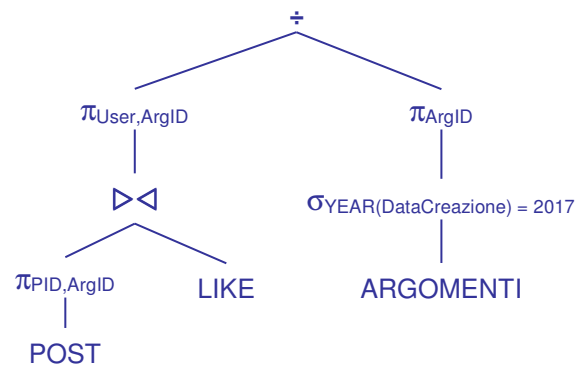 ÷
πUser,ArgID πArgID
▷◁ σYEAR(DataCreazione) = 2017
πPID,ArgID LIKE ARGOMENTI
POST